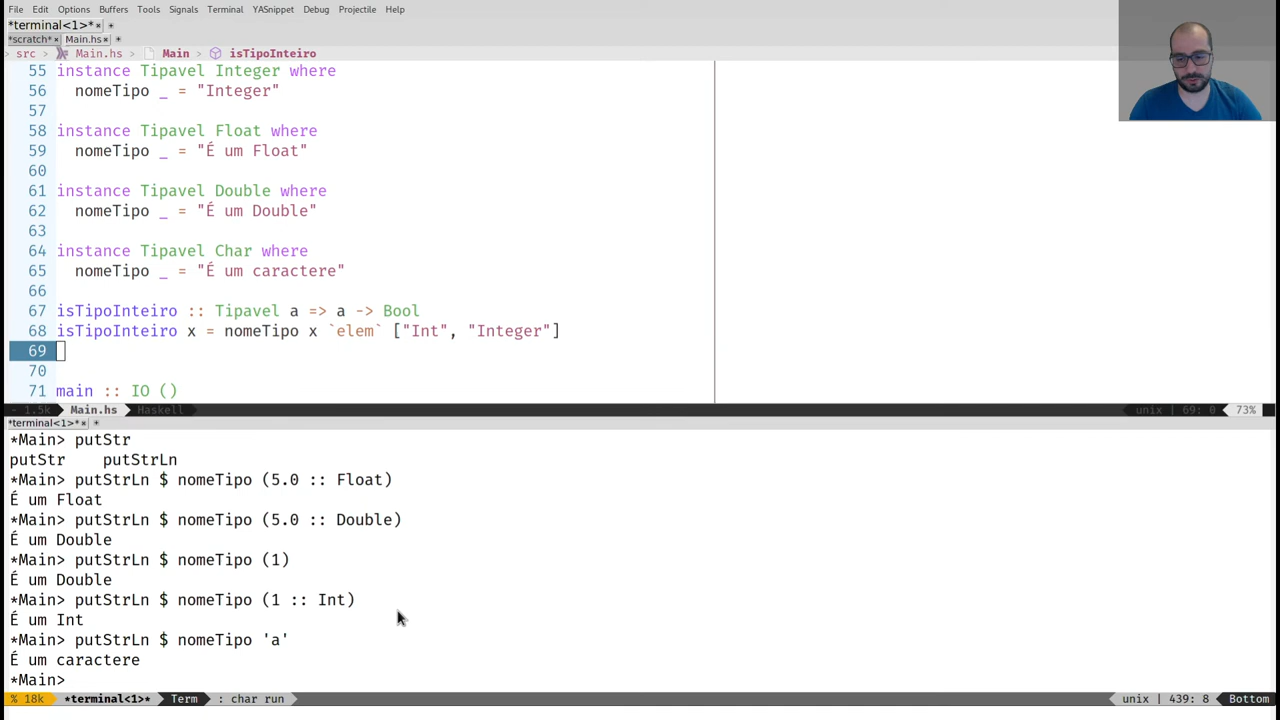 File Edit Options Buffers Tools Signals Terminal YASnippet Debug Projectile Help
*terminal<1>*× +
*scratch*× Main.hs× +
> src > Main.hs > Main > isTipoInteiro
55 instance Tipavel Integer where
56 nomeTipo _ = "Integer"
57
58 instance Tipavel Float where
59 nomeTipo _ = "É um Float"
60
61 instance Tipavel Double where
62 nomeTipo _ = "É um Double"
63
64 instance Tipavel Char where
65 nomeTipo _ = "É um caractere"
66
67 isTipoInteiro :: Tipavel a => a -> Bool
68 isTipoInteiro x = nomeTipo x `elem` ["Int", "Integer"]
69
70
71 main :: IO ()
- 1.5k Main.hs Haskell unix | 69: 0 73%
*terminal<1>*× +
*Main> putStr
putStr putStrLn
*Main> putStrLn $ nomeTipo (5.0 :: Float)
É um Float
*Main> putStrLn $ nomeTipo (5.0 :: Double)
É um Double
*Main> putStrLn $ nomeTipo (1)
É um Double
*Main> putStrLn $ nomeTipo (1 :: Int)
É um Int
*Main> putStrLn $ nomeTipo 'a'
É um caractere
*Main>
% 18k *terminal<1>* Term : char run unix | 439: 8 Bottom